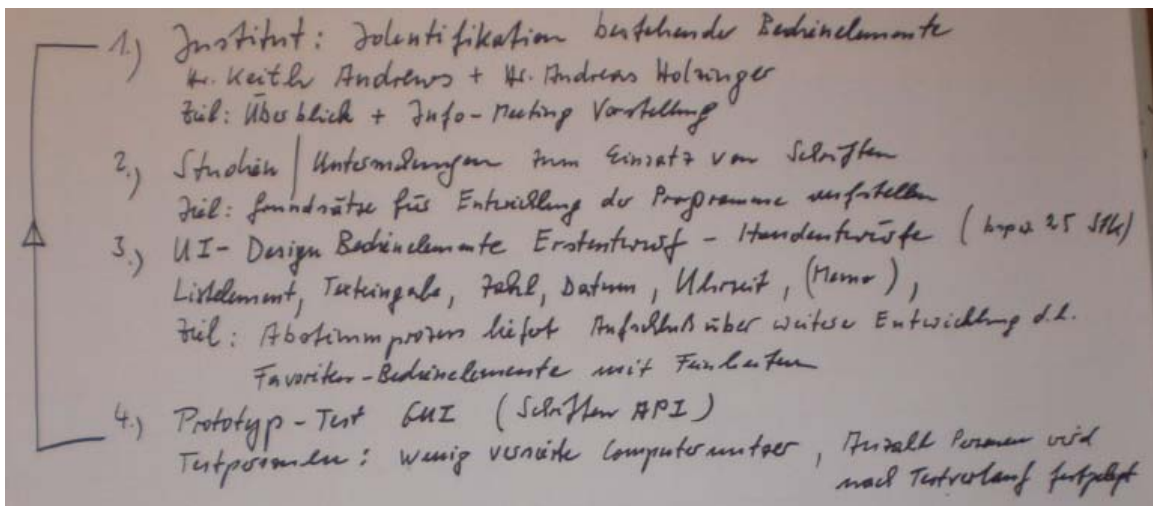 1.) Institut: Identifikation bestehender Bedienelemente
Hr. Keith Andrews + Hr. Andreas Holzinger
Ziel: Überblick + Info-Meeting Vorstellung
2.) Studien / Untersuchungen zum Einsatz von Schriften
Ziel: Grundsätze für Entwicklung der Programme aufstellen
3.) UI-Design Bedienelemente Erstentwurf - Handentwürfe ( 25 Stk)
Listelement, Texteingabe, Zahl, Datum, Uhrzeit, (Memo),
Ziel: Abstimmprozess liefert Aufschluß über weitere Entwicklung d.h.
Favoriten-Bedienelemente mit Feinheiten
4.) Prototyp-Test GUI (Schriften API)
Testpersonen: wenig versierte Computernutzer, Anzahl Personen wird
nach Testverlauf festgelegt